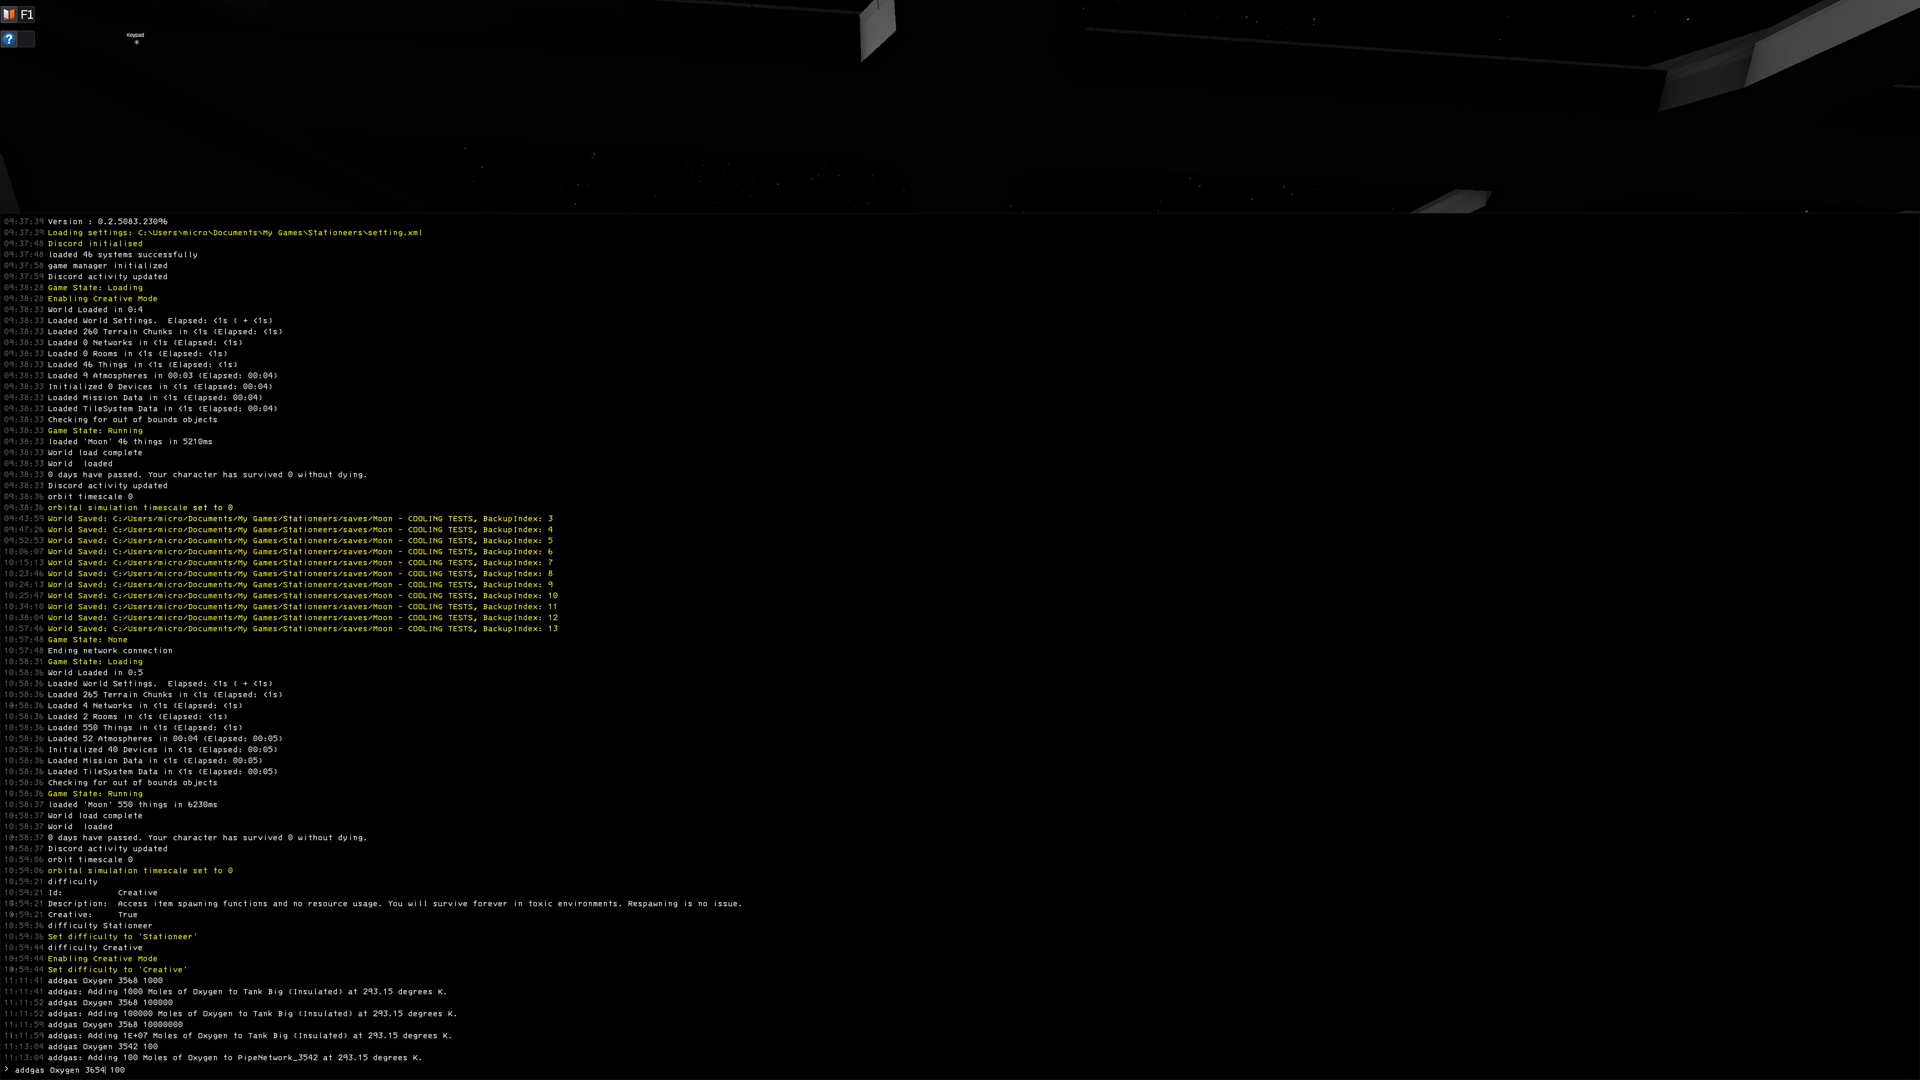 F1
?
Keypad
*
09:37:39 Version : 0.2.5083.23096
09:37:39 Loading settings: C:\Users\micro\Documents\My Games\Stationeers\setting.xml
09:37:48 Discord initialised
09:37:48 loaded 46 systems successfully
09:37:58 game manager initialized
09:37:59 Discord activity updated
09:38:28 Game State: Loading
09:38:28 Enabling Creative Mode
09:38:33 World Loaded in 0:4
09:38:33 Loaded World Settings.  Elapsed: <1s ( + <1s)
09:38:33 Loaded 260 Terrain Chunks in <1s (Elapsed: <1s)
09:38:33 Loaded 0 Networks in <1s (Elapsed: <1s)
09:38:33 Loaded 0 Rooms in <1s (Elapsed: <1s)
09:38:33 Loaded 46 Things in <1s (Elapsed: <1s)
09:38:33 Loaded 9 Atmospheres in 00:03 (Elapsed: 00:04)
09:38:33 Initialized 0 Devices in <1s (Elapsed: 00:04)
09:38:33 Loaded Mission Data in <1s (Elapsed: 00:04)
09:38:33 Loaded TileSystem Data in <1s (Elapsed: 00:04)
09:38:33 Checking for out of bounds objects
09:38:33 Game State: Running
09:38:33 loaded 'Moon' 46 things in 5210ms
09:38:33 World load complete
09:38:33 World  loaded
09:38:33 0 days have passed. Your character has survived 0 without dying.
09:38:33 Discord activity updated
09:38:36 orbit timescale 0
09:38:36 orbital simulation timescale set to 0
09:43:59 World Saved: C:/Users/micro/Documents/My Games/Stationeers/saves/Moon - COOLING TESTS, BackupIndex: 3
09:47:26 World Saved: C:/Users/micro/Documents/My Games/Stationeers/saves/Moon - COOLING TESTS, BackupIndex: 4
09:52:53 World Saved: C:/Users/micro/Documents/My Games/Stationeers/saves/Moon - COOLING TESTS, BackupIndex: 5
10:06:07 World Saved: C:/Users/micro/Documents/My Games/Stationeers/saves/Moon - COOLING TESTS, BackupIndex: 6
10:15:13 World Saved: C:/Users/micro/Documents/My Games/Stationeers/saves/Moon - COOLING TESTS, BackupIndex: 7
10:23:46 World Saved: C:/Users/micro/Documents/My Games/Stationeers/saves/Moon - COOLING TESTS, BackupIndex: 8
10:24:13 World Saved: C:/Users/micro/Documents/My Games/Stationeers/saves/Moon - COOLING TESTS, BackupIndex: 9
10:25:47 World Saved: C:/Users/micro/Documents/My Games/Stationeers/saves/Moon - COOLING TESTS, BackupIndex: 10
10:34:10 World Saved: C:/Users/micro/Documents/My Games/Stationeers/saves/Moon - COOLING TESTS, BackupIndex: 11
10:38:04 World Saved: C:/Users/micro/Documents/My Games/Stationeers/saves/Moon - COOLING TESTS, BackupIndex: 12
10:57:46 World Saved: C:/Users/micro/Documents/My Games/Stationeers/saves/Moon - COOLING TESTS, BackupIndex: 13
10:57:48 Game State: None
10:57:48 Ending network connection
10:58:31 Game State: Loading
10:58:36 World Loaded in 0:5
10:58:36 Loaded World Settings.  Elapsed: <1s ( + <1s)
10:58:36 Loaded 265 Terrain Chunks in <1s (Elapsed: <1s)
10:58:36 Loaded 4 Networks in <1s (Elapsed: <1s)
10:58:36 Loaded 2 Rooms in <1s (Elapsed: <1s)
10:58:36 Loaded 550 Things in <1s (Elapsed: <1s)
10:58:36 Loaded 52 Atmospheres in 00:04 (Elapsed: 00:05)
10:58:36 Initialized 40 Devices in <1s (Elapsed: 00:05)
10:58:36 Loaded Mission Data in <1s (Elapsed: 00:05)
10:58:36 Loaded TileSystem Data in <1s (Elapsed: 00:05)
10:58:36 Checking for out of bounds objects
10:58:36 Game State: Running
10:58:37 loaded 'Moon' 550 things in 6230ms
10:58:37 World load complete
10:58:37 World  loaded
10:58:37 0 days have passed. Your character has survived 0 without dying.
10:58:37 Discord activity updated
10:59:06 orbit timescale 0
10:59:06 orbital simulation timescale set to 0
10:59:21 difficulty
10:59:21 Id:           Creative
10:59:21 Description:  Access item spawning functions and no resource usage. You will survive forever in toxic environments. Respawning is no issue.
10:59:21 Creative:     True
10:59:36 difficulty Stationeer
10:59:36 Set difficulty to 'Stationeer'
10:59:44 difficulty Creative
10:59:44 Enabling Creative Mode
10:59:44 Set difficulty to 'Creative'
11:11:41 addgas Oxygen 3568 1000
11:11:41 addgas: Adding 1000 Moles of Oxygen to Tank Big (Insulated) at 293.15 degrees K.
11:11:52 addgas Oxygen 3568 100000
11:11:52 addgas: Adding 100000 Moles of Oxygen to Tank Big (Insulated) at 293.15 degrees K.
11:11:59 addgas Oxygen 3568 10000000
11:11:59 addgas: Adding 1E+07 Moles of Oxygen to Tank Big (Insulated) at 293.15 degrees K.
11:13:04 addgas Oxygen 3542 100
11:13:04 addgas: Adding 100 Moles of Oxygen to PipeNetwork_3542 at 293.15 degrees K.
> addgas Oxygen 3654 100